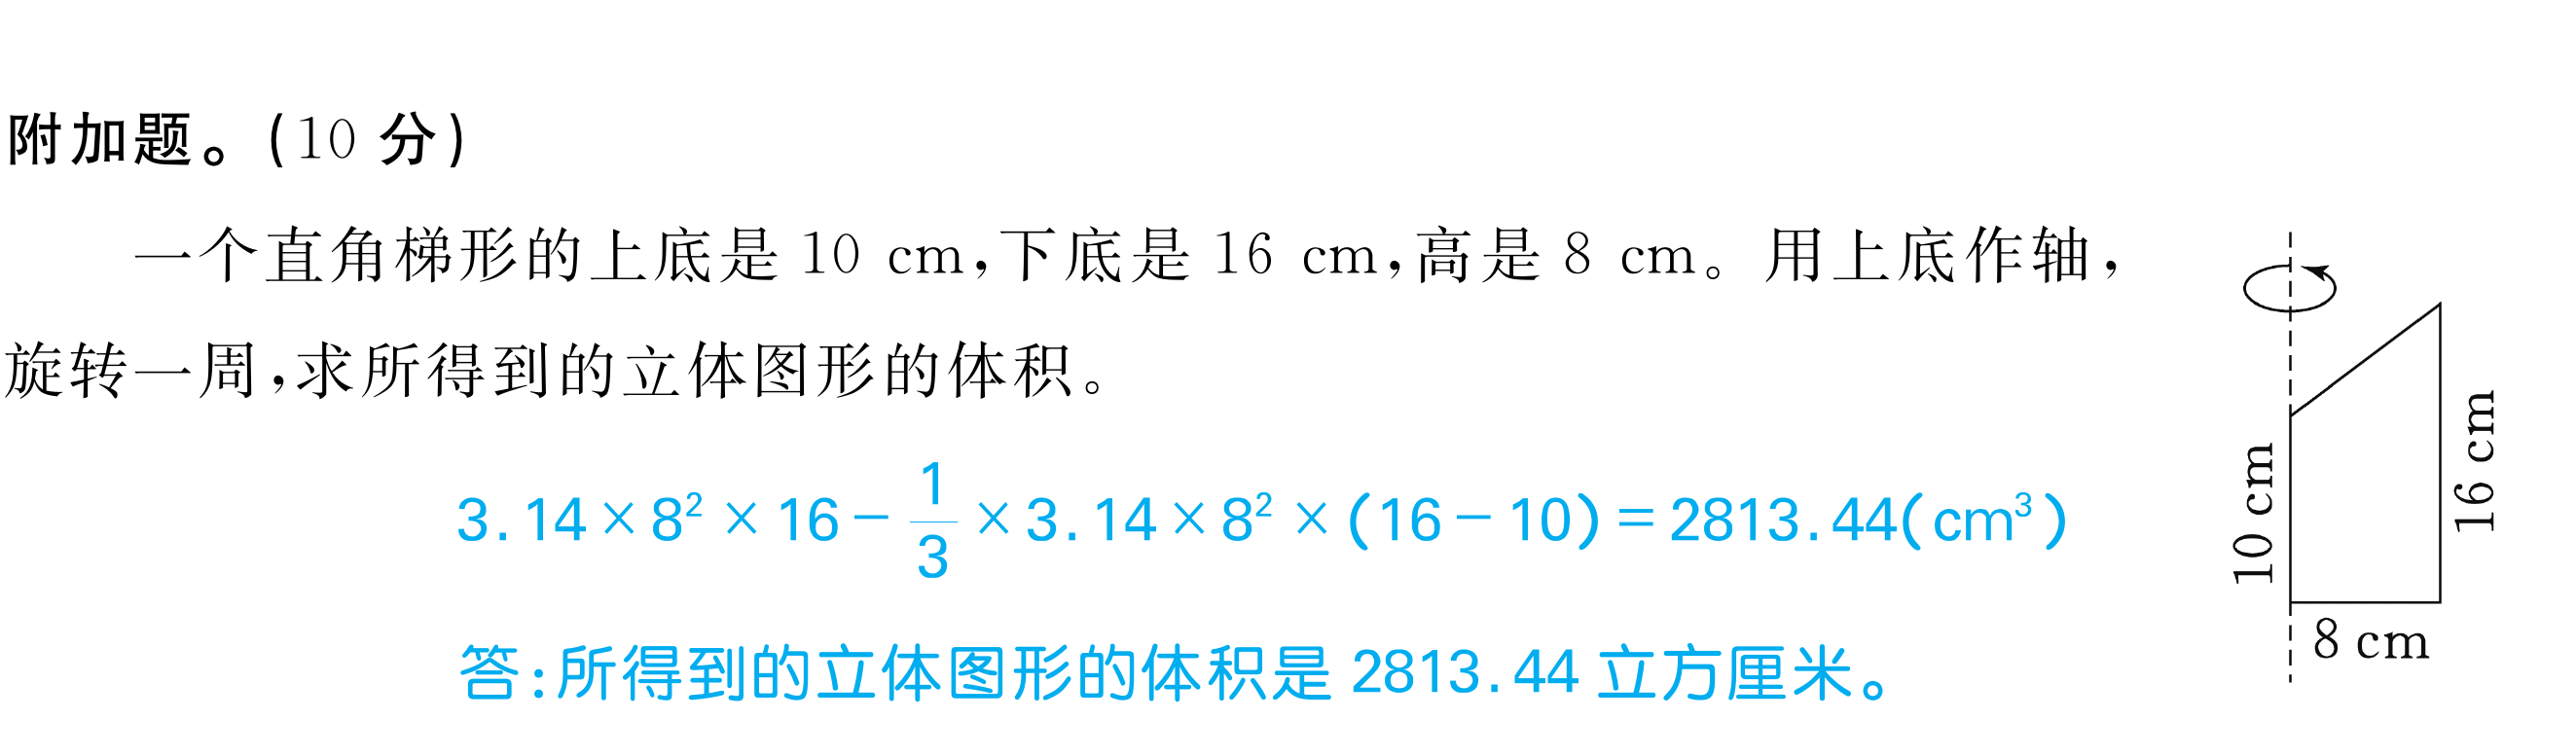 附加题。(10 分)
一个直角梯形的上底是 10 cm,下底是 16 cm,高是 8 cm。用上底作轴,
旋转一周,求所得到的立体图形的体积。
3.14×8²×16-1/3×3.14×8²×(16-10)=2813.44(cm³)
答:所得到的立体图形的体积是 2813.44 立方厘米。
10 cm
16 cm
8 cm